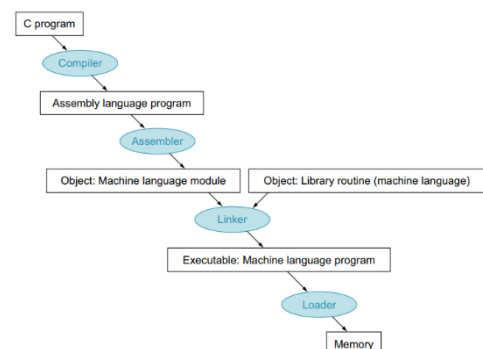 C program
Compiler
Assembly language program
Assembler
Object: Machine language module
Object: Library routine (machine language)
Linker
Executable: Machine language program
Loader
Memory